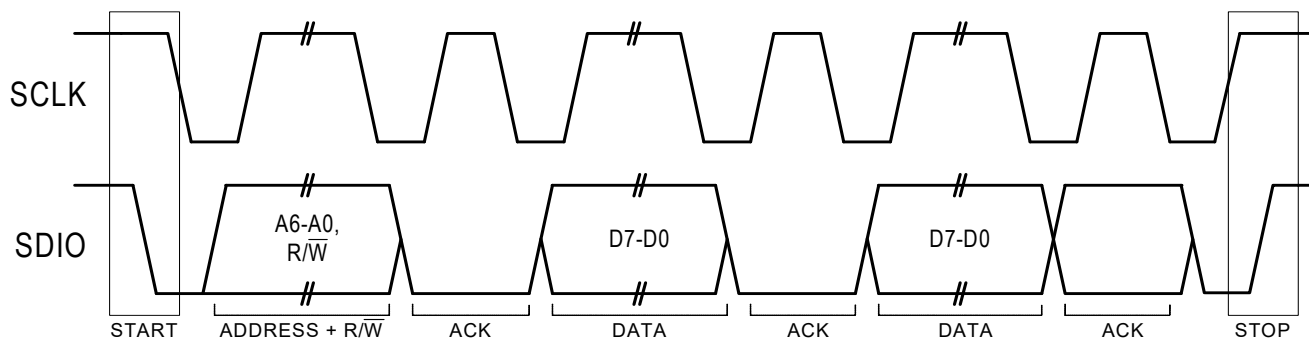 SCLK
SDIO
A6-A0,
R/W̅
D7-D0
D7-D0
START
ADDRESS + R/W̅
ACK
DATA
ACK
DATA
ACK
STOP